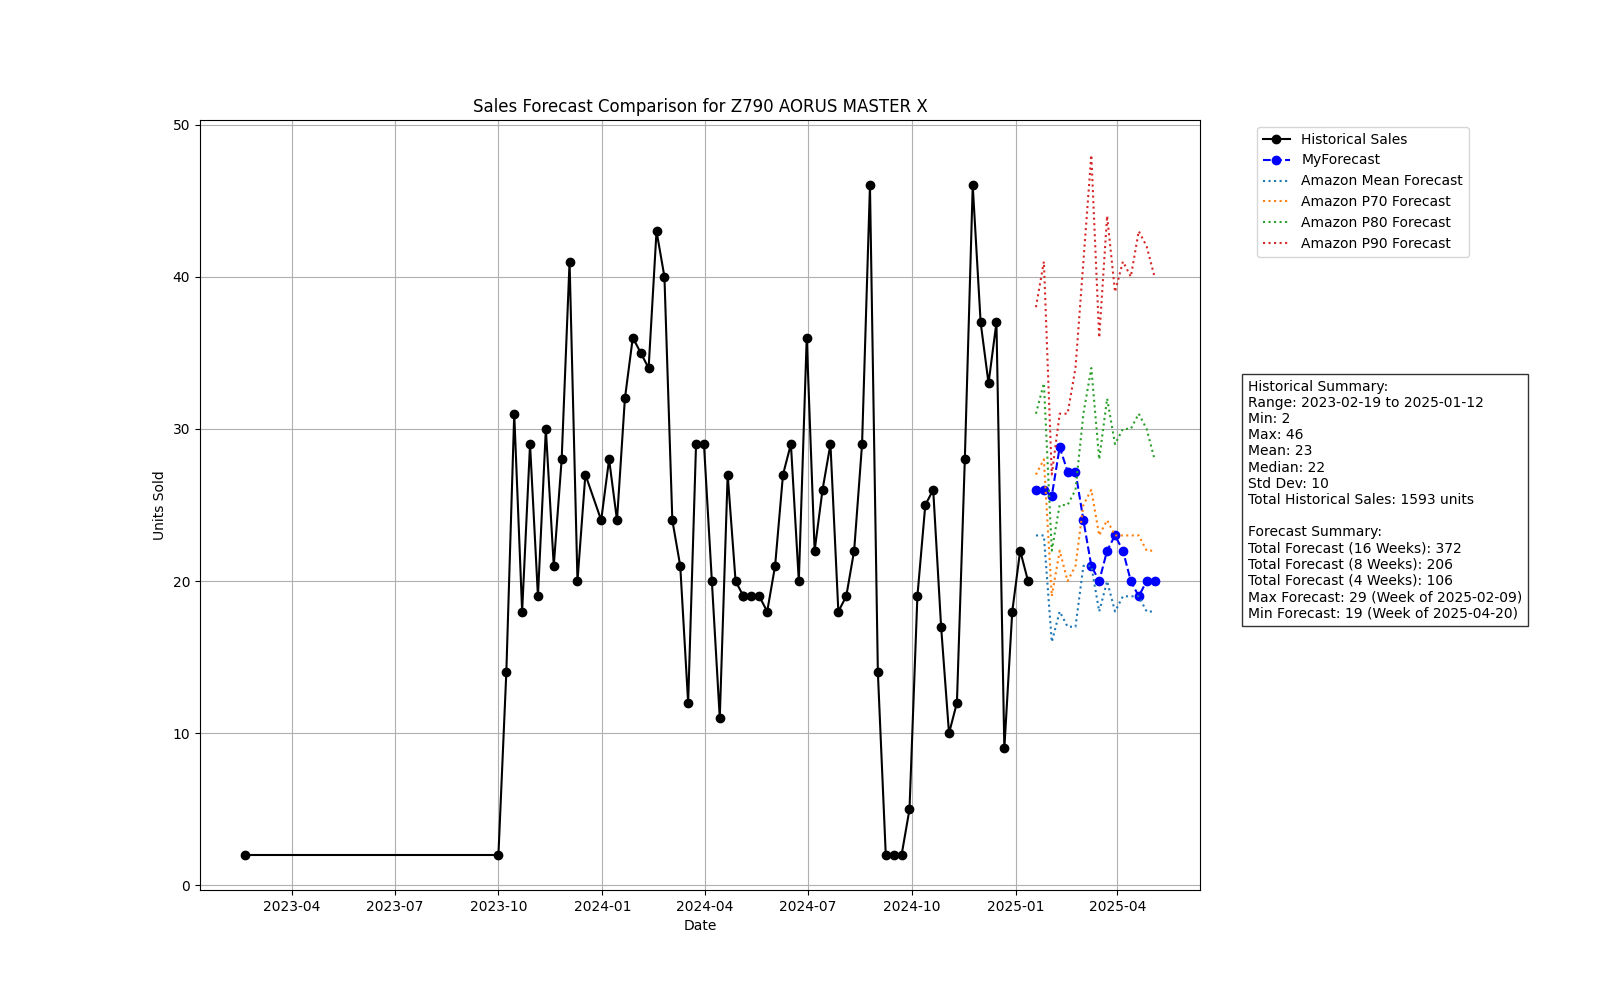 Sales Forecast Comparison for Z790 AORUS MASTER X
Units Sold
50
40
30
20
10
0
2023-04
2023-07
2023-10
2024-01
2024-04
2024-07
2024-10
2025-01
2025-04
Date
Historical Sales
MyForecast
Amazon Mean Forecast
Amazon P70 Forecast
Amazon P80 Forecast
Amazon P90 Forecast
Historical Summary:
Range: 2023-02-19 to 2025-01-12
Min: 2
Max: 46
Mean: 23
Median: 22
Std Dev: 10
Total Historical Sales: 1593 units
Forecast Summary:
Total Forecast (16 Weeks): 372
Total Forecast (8 Weeks): 206
Total Forecast (4 Weeks): 106
Max Forecast: 29 (Week of 2025-02-09)
Min Forecast: 19 (Week of 2025-04-20)